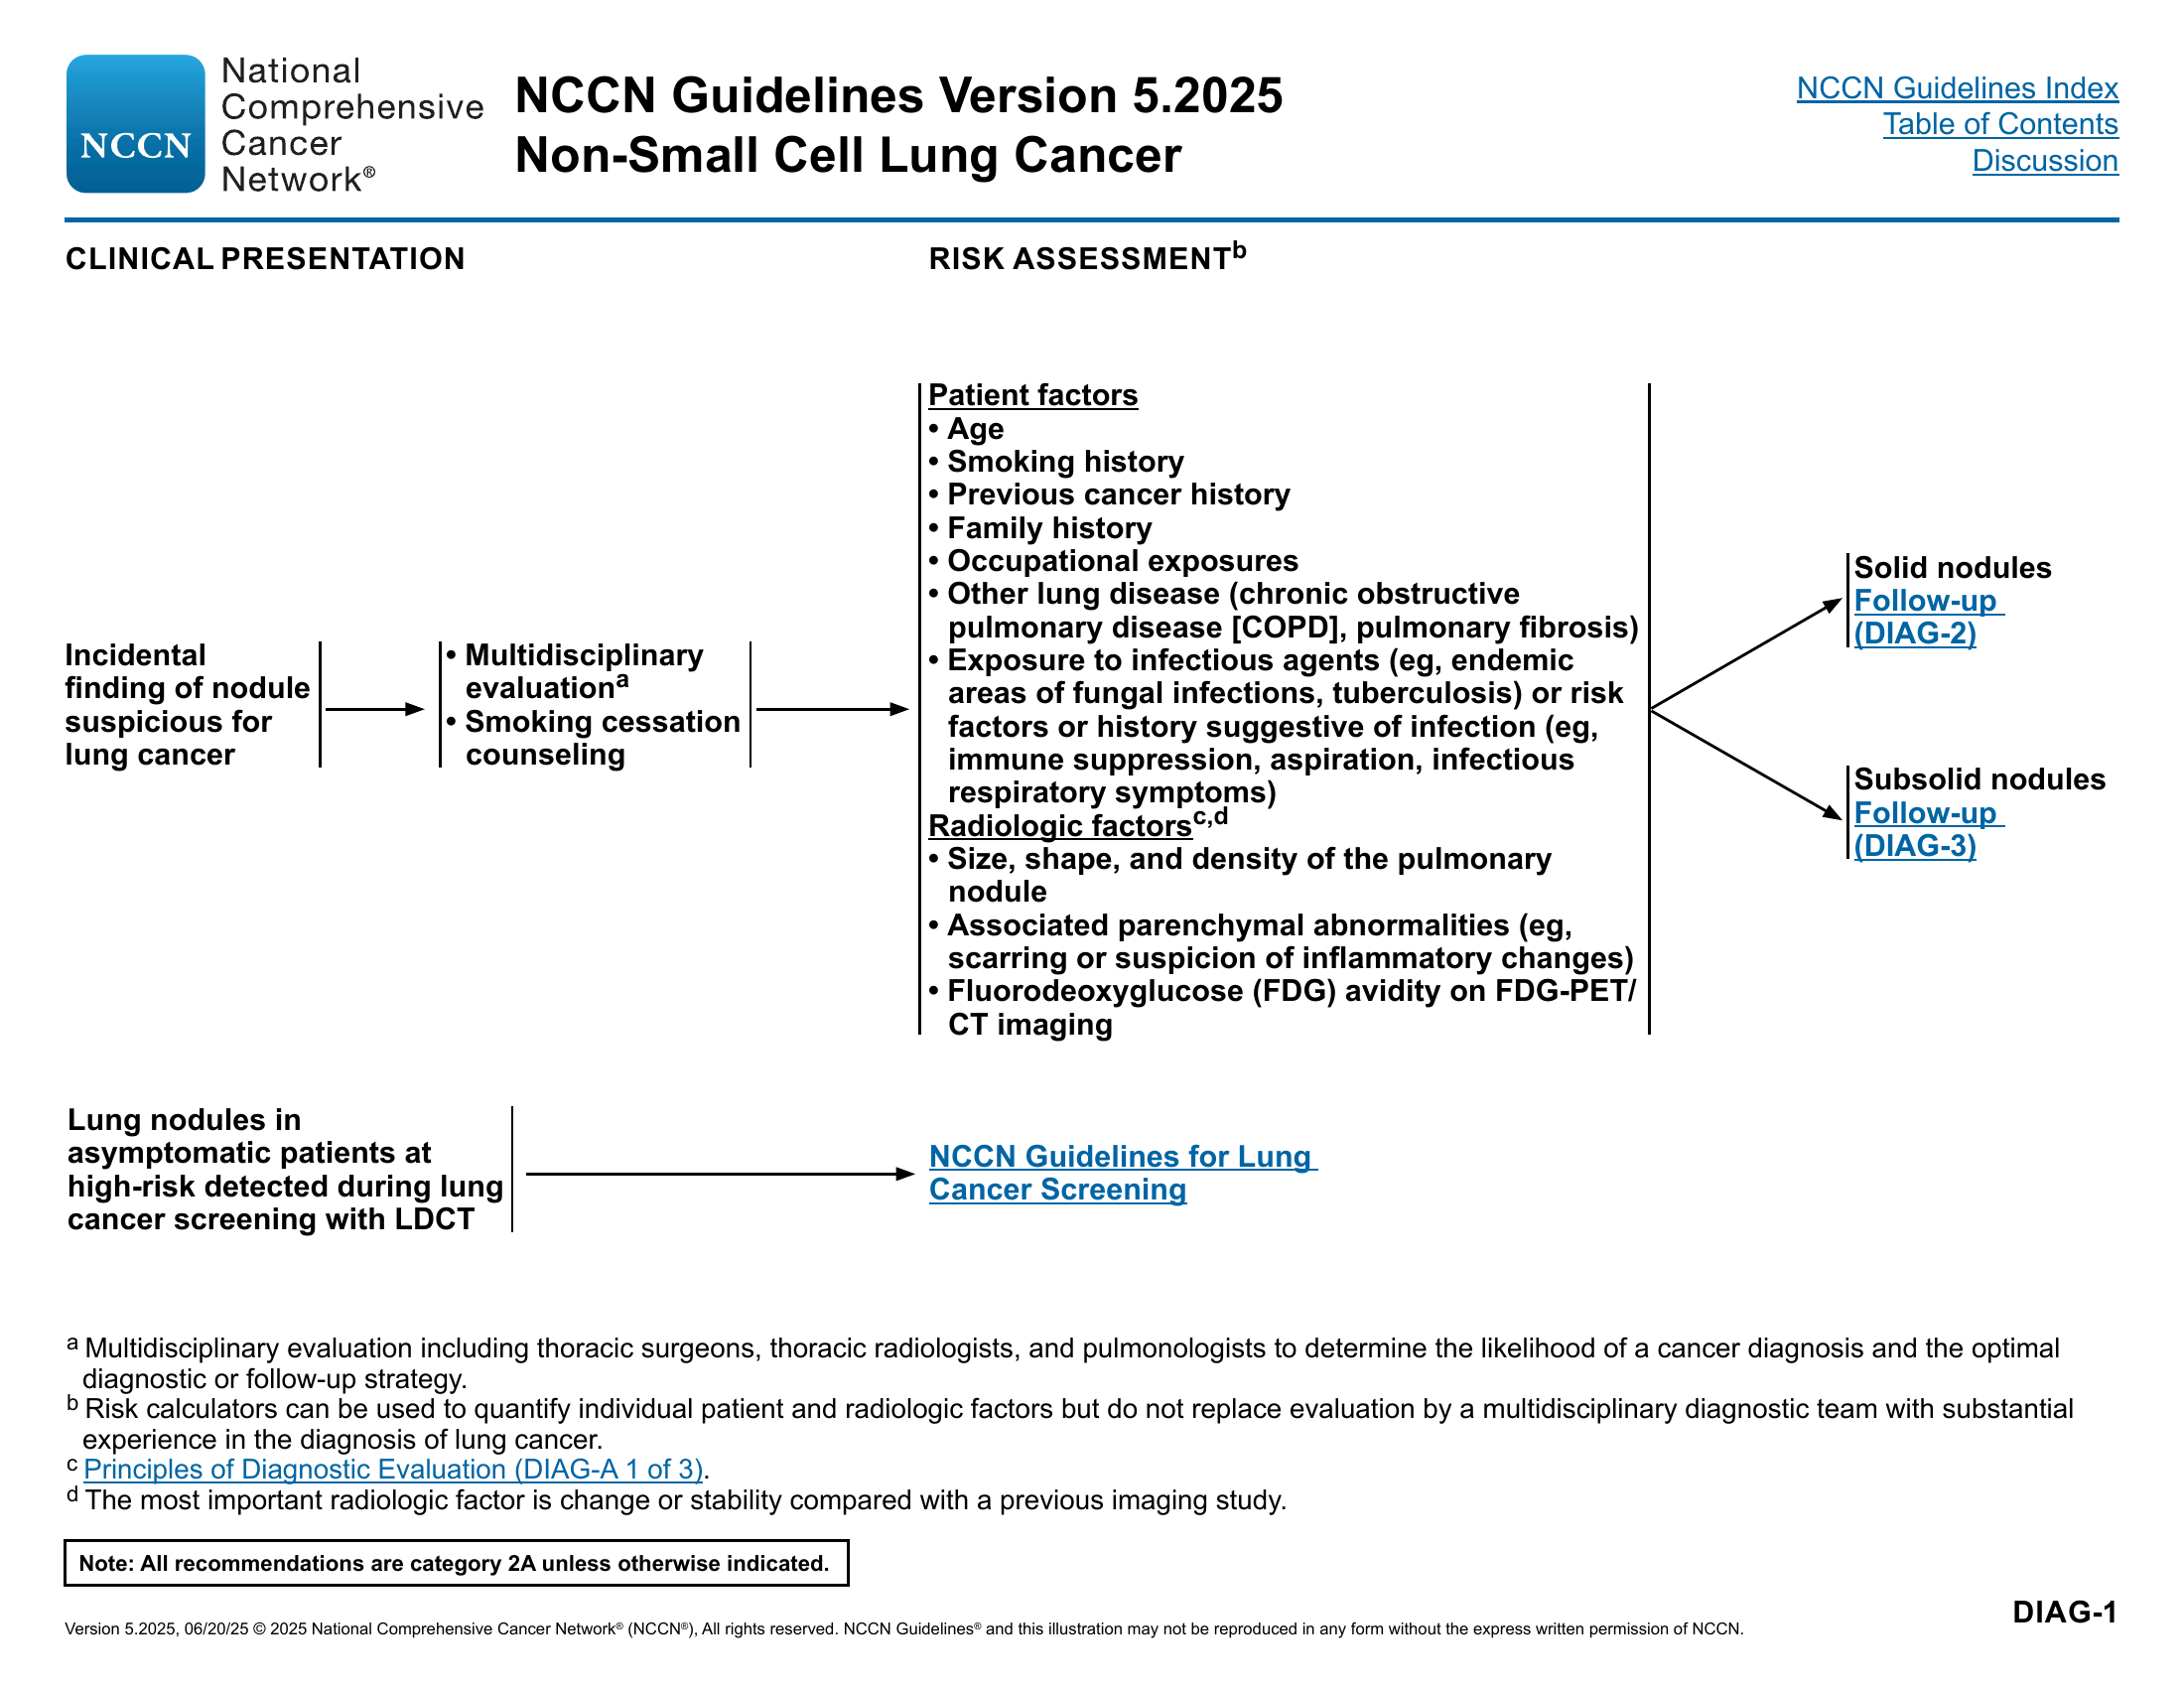 NCCN
National
Comprehensive
Cancer
Network®
NCCN Guidelines Version 5.2025
Non-Small Cell Lung Cancer
NCCN Guidelines Index
Table of Contents
Discussion
CLINICAL PRESENTATION
RISK ASSESSMENTᵇ
Incidental
finding of nodule
suspicious for
lung cancer
• Multidisciplinary
evaluationᵃ
• Smoking cessation
counseling
Patient factors
• Age
• Smoking history
• Previous cancer history
• Family history
• Occupational exposures
• Other lung disease (chronic obstructive
pulmonary disease [COPD], pulmonary fibrosis)
• Exposure to infectious agents (eg, endemic
areas of fungal infections, tuberculosis) or risk
factors or history suggestive of infection (eg,
immune suppression, aspiration, infectious
respiratory symptoms)
Radiologic factorsᶜ,ᵈ
• Size, shape, and density of the pulmonary
nodule
• Associated parenchymal abnormalities (eg,
scarring or suspicion of inflammatory changes)
• Fluorodeoxyglucose (FDG) avidity on FDG-PET/
CT imaging
Solid nodules
Follow-up
(DIAG-2)
Subsolid nodules
Follow-up
(DIAG-3)
Lung nodules in
asymptomatic patients at
high-risk detected during lung
cancer screening with LDCT
NCCN Guidelines for Lung
Cancer Screening
ᵃ Multidisciplinary evaluation including thoracic surgeons, thoracic radiologists, and pulmonologists to determine the likelihood of a cancer diagnosis and the optimal
diagnostic or follow-up strategy.
ᵇ Risk calculators can be used to quantify individual patient and radiologic factors but do not replace evaluation by a multidisciplinary diagnostic team with substantial
experience in the diagnosis of lung cancer.
ᶜ Principles of Diagnostic Evaluation (DIAG-A 1 of 3).
ᵈ The most important radiologic factor is change or stability compared with a previous imaging study.
Note: All recommendations are category 2A unless otherwise indicated.
DIAG-1
Version 5.2025, 06/20/25 © 2025 National Comprehensive Cancer Network® (NCCN®), All rights reserved. NCCN Guidelines® and this illustration may not be reproduced in any form without the express written permission of NCCN.